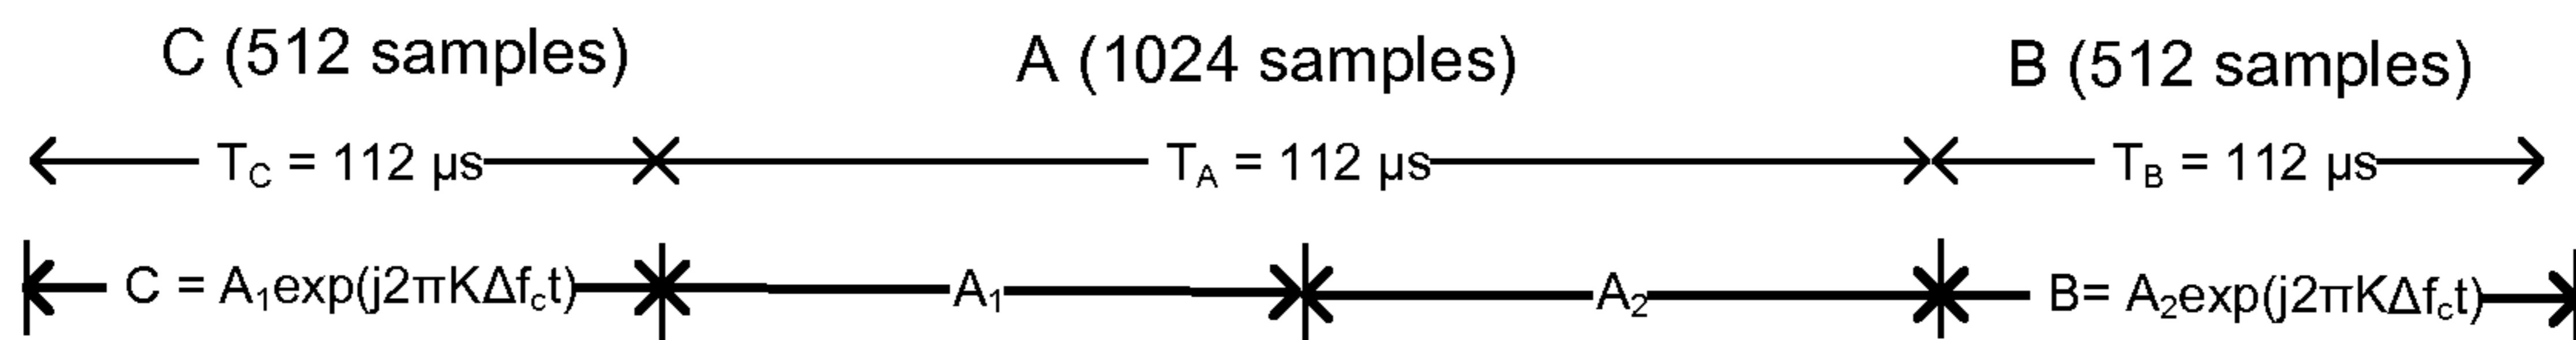 C (512 samples) A (1024 samples) B (512 samples)
T_C = 112 μs T_A = 112 μs T_B = 112 μs
C = A₁exp(j2πKΔf_ct) A₁ A₂ B= A₂exp(j2πKΔf_ct)